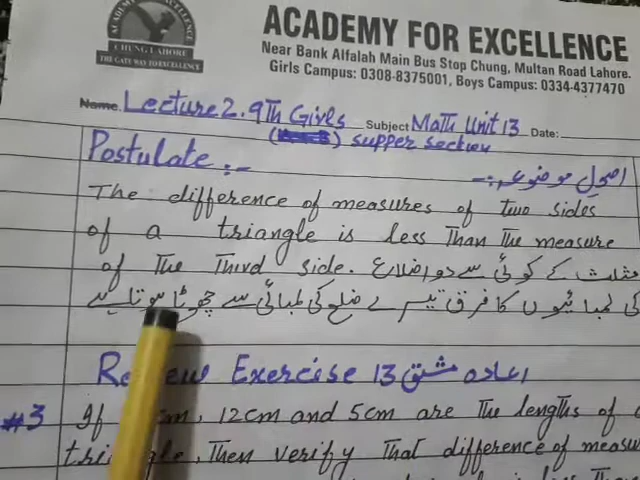 ACADEMY FOR EXCELLENCE
Near Bank Alfalah Main Bus Stop Chung, Multan Road Lahore.
Girls Campus: 0308-8375001, Boys Campus: 0334-4377470
CHUNG LAHORE
THE GATE WAY TO EXCELLENCE
Name. Lecture 2. 9Th Girls Subject Math Unit 13 Date:
supper section
Postulate :- اصول موضوعہ :-
The difference of measures of two sides
of a triangle is less Than The measure
of The Third side. مثلث کے کوئی سے دو اضلاع
کی لمبائیوں کا فرق تیسرے ضلع کی لمبائی سے چھوٹا ہوتا ہے
Review Exercise 13 اعادہ مشق
#3 If cm, 12cm and 5cm are The lengths of
Then verify That difference of